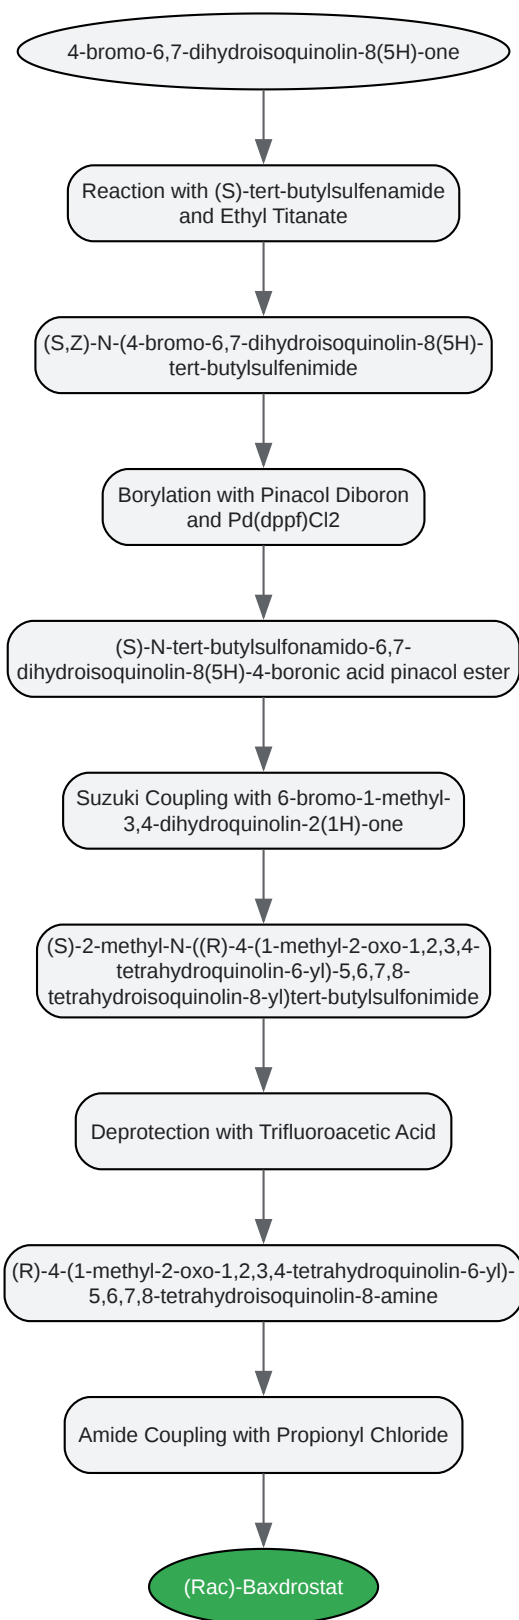 4-bromo-6,7-dihydroisoquinolin-8(5H)-one
Reaction with (S)-tert-butylsulfenamide
and Ethyl Titanate
(S,Z)-N-(4-bromo-6,7-dihydroisoquinolin-8(5H)-
tert-butylsulfenimide
Borylation with Pinacol Diboron
and Pd(dppf)Cl2
(S)-N-tert-butylsulfonamido-6,7-
dihydroisoquinolin-8(5H)-4-boronic acid pinacol ester
Suzuki Coupling with 6-bromo-1-methyl-
3,4-dihydroquinolin-2(1H)-one
(S)-2-methyl-N-((R)-4-(1-methyl-2-oxo-1,2,3,4-
tetrahydroquinolin-6-yl)-5,6,7,8-
tetrahydroisoquinolin-8-yl)tert-butylsulfonimide
Deprotection with Trifluoroacetic Acid
(R)-4-(1-methyl-2-oxo-1,2,3,4-tetrahydroquinolin-6-yl)-
5,6,7,8-tetrahydroisoquinolin-8-amine
Amide Coupling with Propionyl Chloride
(Rac)-Baxdrostat